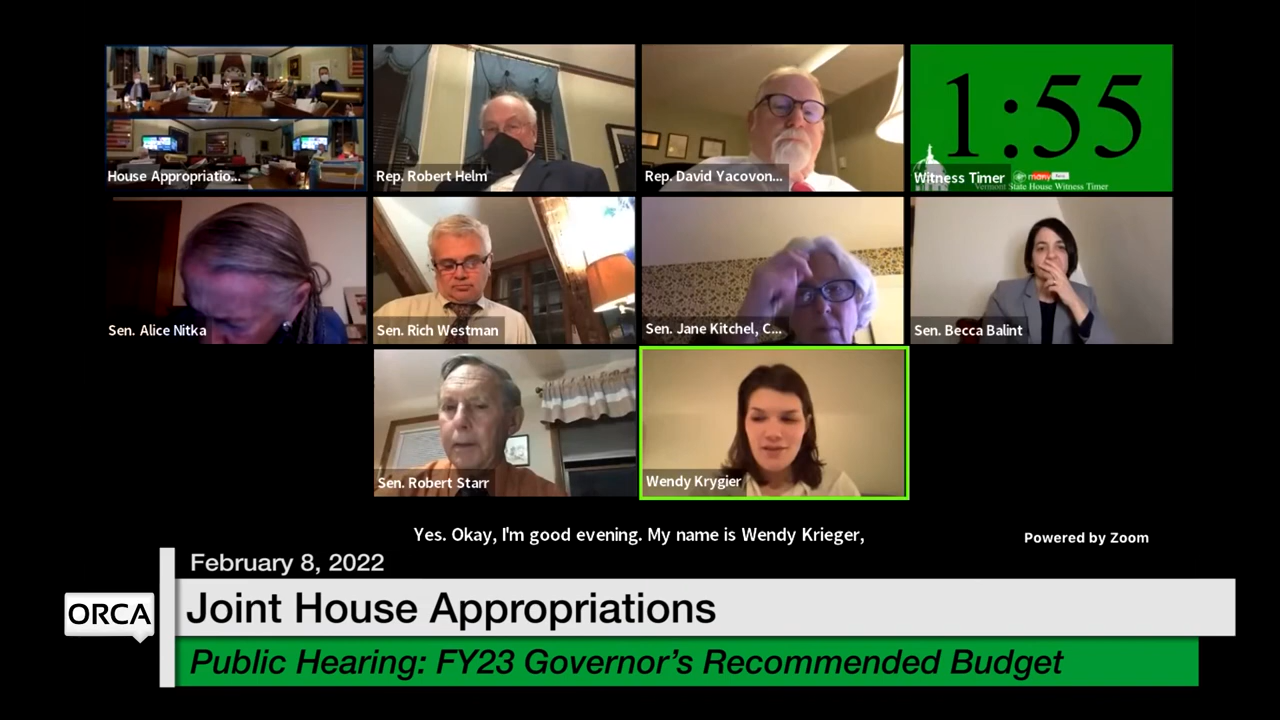 1:55
House Appropriatio...
Rep. Robert Helm
Rep. David Yacovon...
Witness Timer
many
Vermont State House Witness Timer
Sen. Alice Nitka
Sen. Rich Westman
Sen. Jane Kitchel, C...
Sen. Becca Balint
Sen. Robert Starr
Wendy Krygier
Yes. Okay, I'm good evening. My name is Wendy Krieger,
Powered by Zoom
February 8, 2022
ORCA
Joint House Appropriations
Public Hearing: FY23 Governor's Recommended Budget